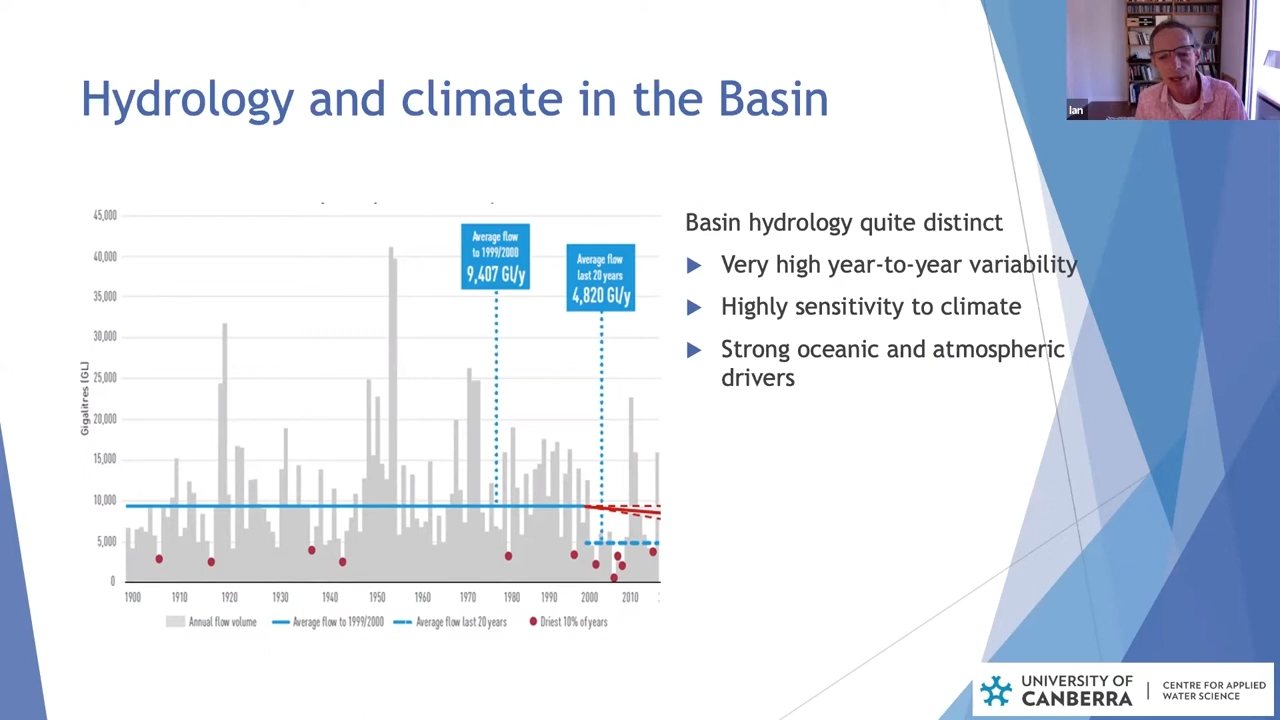 Hydrology and climate in the Basin
Ian
Basin hydrology quite distinct
Very high year-to-year variability
Highly sensitivity to climate
Strong oceanic and atmospheric
drivers
45,000
40,000
35,000
30,000
25,000
20,000
15,000
10,000
5,000
0
Gigalitres (GL)
Average flow
to 1999/2000
9,407 Gl/y
Average flow
last 20 years
4,820 Gl/y
1900 1910 1920 1930 1940 1950 1960 1970 1980 1990 2000 2010
Annual flow volume Average flow to 1999/2000 Average flow last 20 years Driest 10% of years
UNIVERSITY OF
CANBERRA
CENTRE FOR APPLIED
WATER SCIENCE